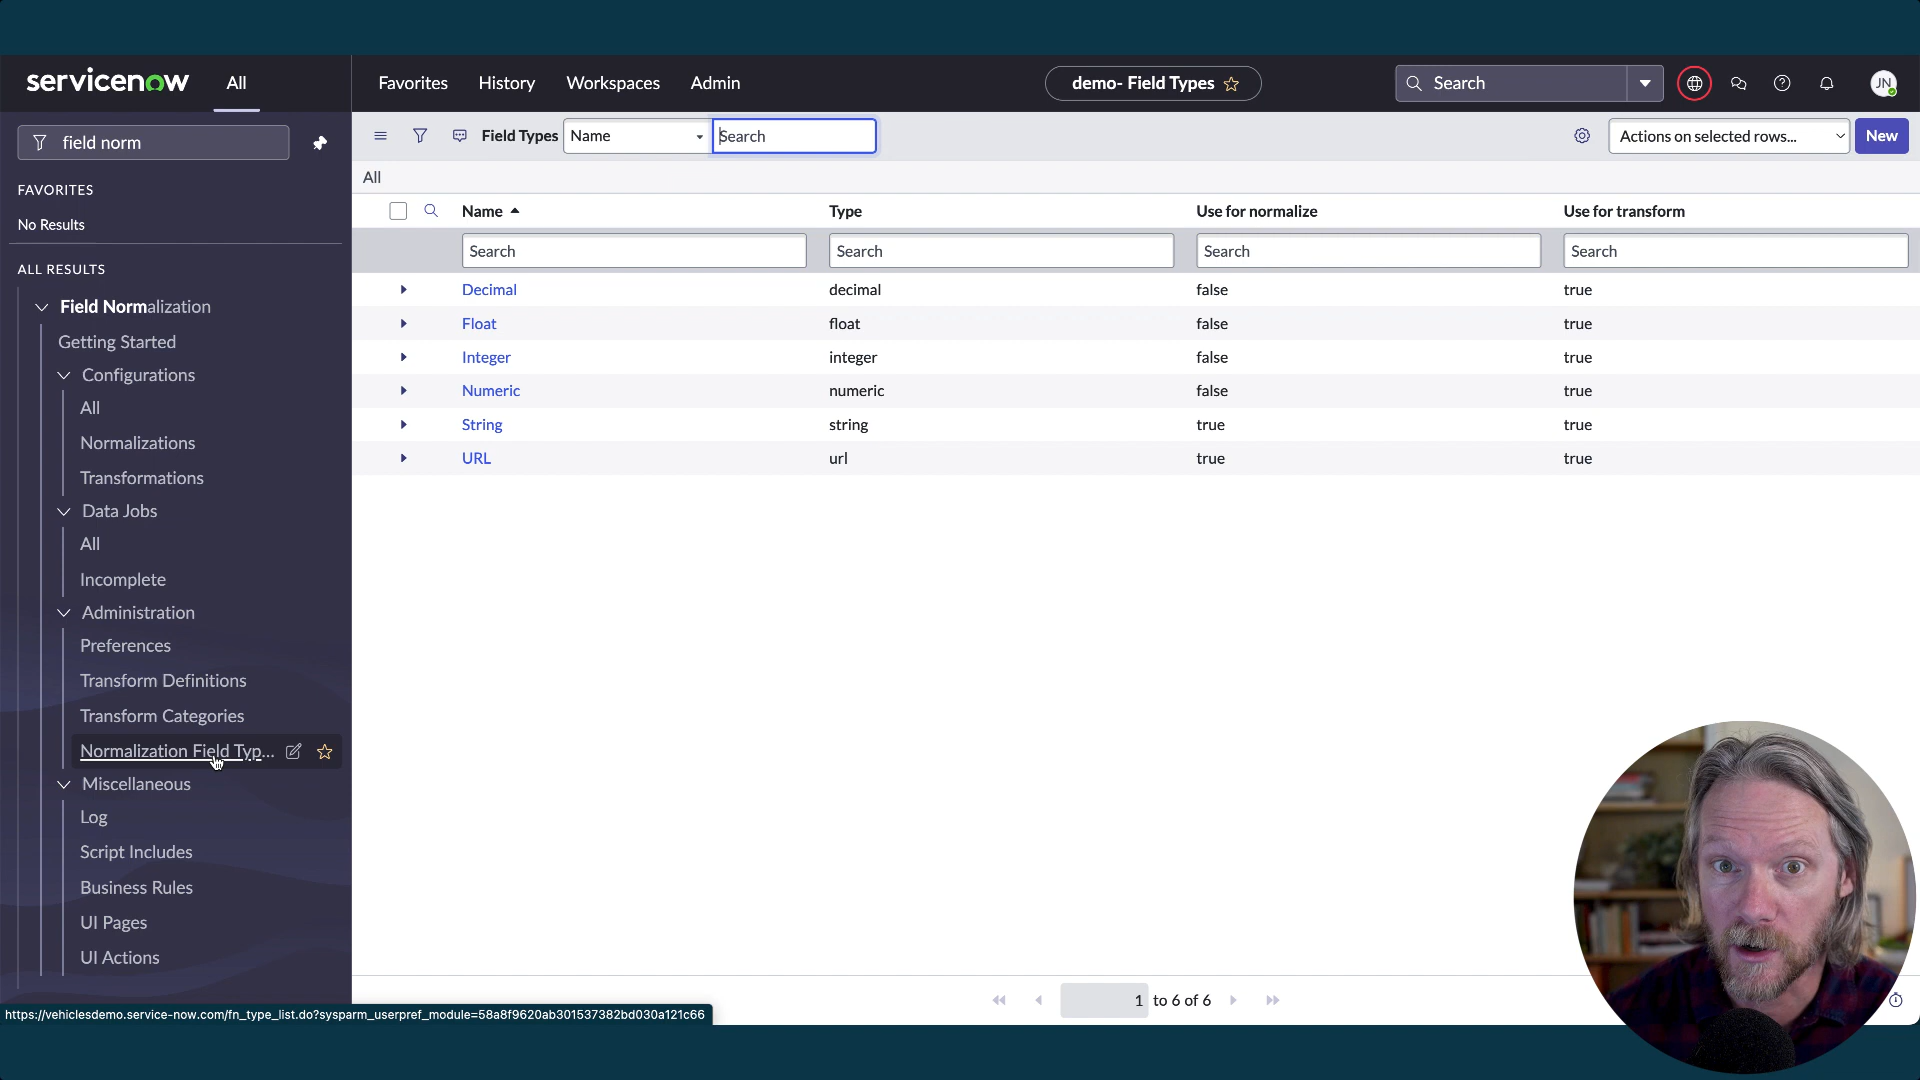 servicenow
All
Favorites
History
Workspaces
Admin
demo- Field Types
Search
JN
field norm
FAVORITES
No Results
ALL RESULTS
Field Normalization
Getting Started
Configurations
All
Normalizations
Transformations
Data Jobs
All
Incomplete
Administration
Preferences
Transform Definitions
Transform Categories
Normalization Field Typ...
Miscellaneous
Log
Script Includes
Business Rules
UI Pages
UI Actions
Field Types
Name
Search
Actions on selected rows...
New
All
Name Type Use for normalize Use for transform
Search Search Search Search
Decimal decimal false true
Float float false true
Integer integer false true
Numeric numeric false true
String string true true
URL url true true
1 to 6 of 6
https://vehiclesdemo.service-now.com/fn_type_list.do?sysparm_userpref_module=58a8f9620ab301537382bd030a121c66